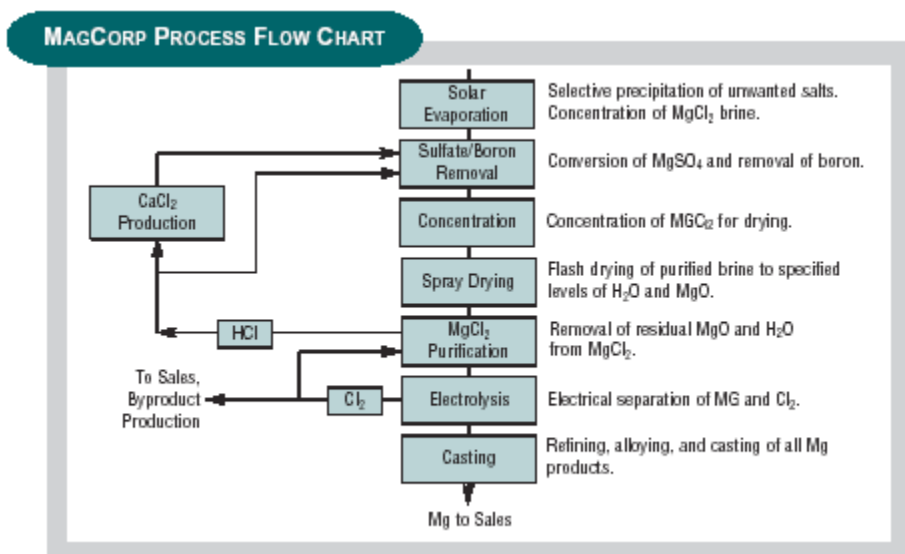 MAGCORP PROCESS FLOW CHART
Solar
Evaporation
Selective precipitation of unwanted salts.
Concentration of MgCl₂ brine.
Sulfate/Boron
Removal
Conversion of MgSO₄ and removal of boron.
CaCl₂
Production
Concentration
Concentration of MGCl2 for drying.
Spray Drying
Flash drying of purified brine to specified
levels of H₂O and MgO.
HCl
MgCl₂
Purification
Removal of residual MgO and H₂O
from MgCl₂.
To Sales,
Byproduct
Production
Cl₂
Electrolysis
Electrical separation of MG and Cl₂.
Casting
Refining, alloying, and casting of all Mg
products.
Mg to Sales